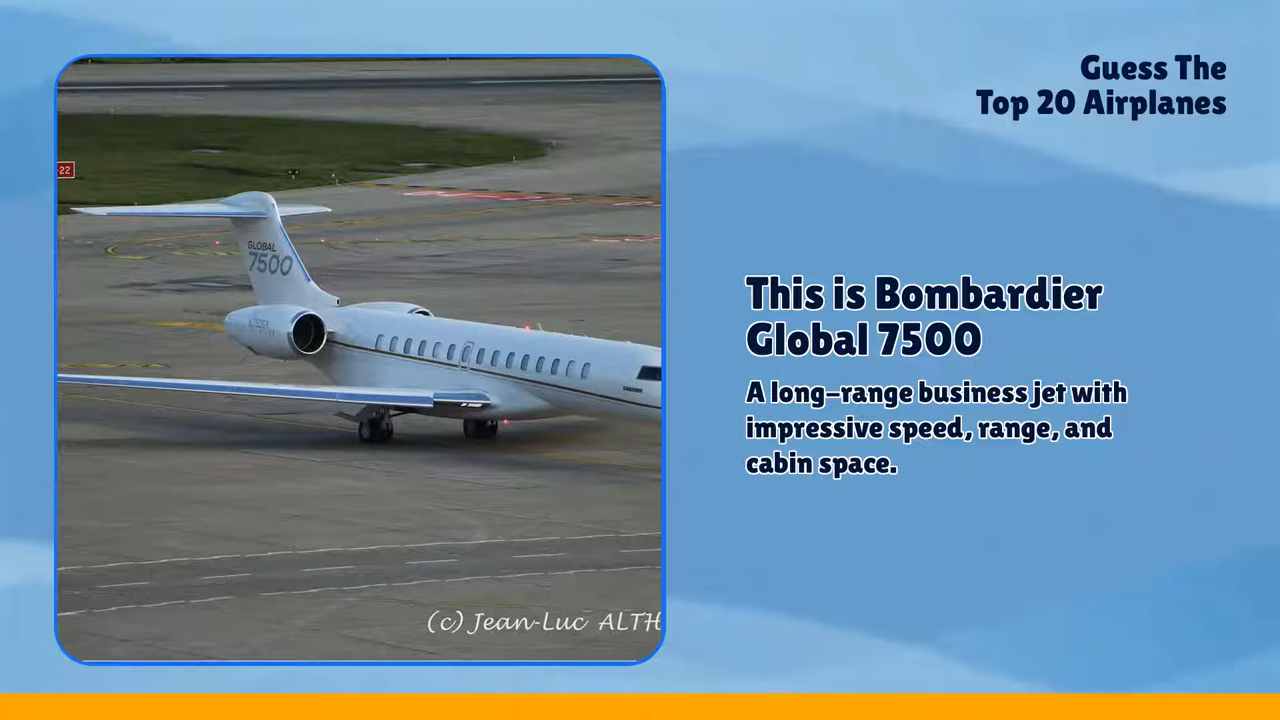 Guess The
Top 20 Airplanes
-22
GLOBAL
7500
This is Bombardier
Global 7500
A long-range business jet with
impressive speed, range, and
cabin space.
(c) Jean-Luc ALTH